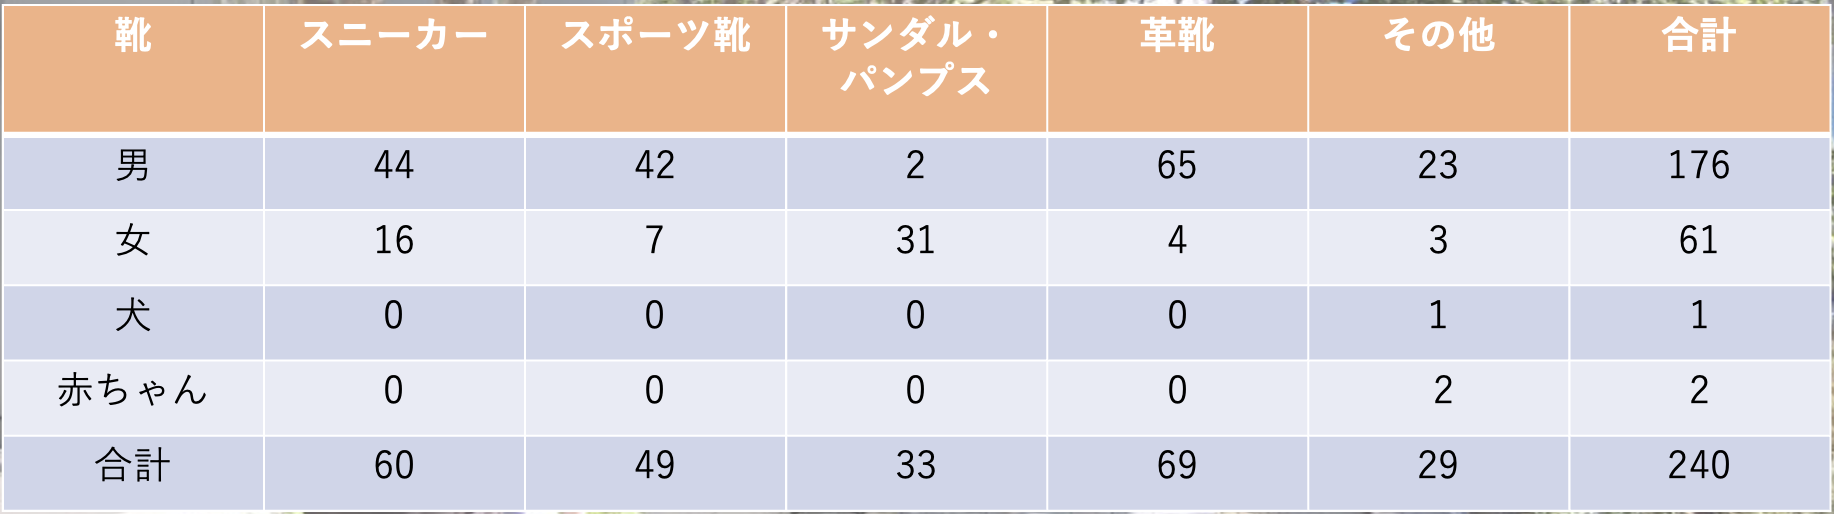 靴 スニーカー スポーツ靴 サンダル・ 革靴 その他 合計
パンプス
男 44 42 2 65 23 176
女 16 7 31 4 3 61
犬 0 0 0 0 1 1
赤ちゃん 0 0 0 0 2 2
合計 60 49 33 69 29 240